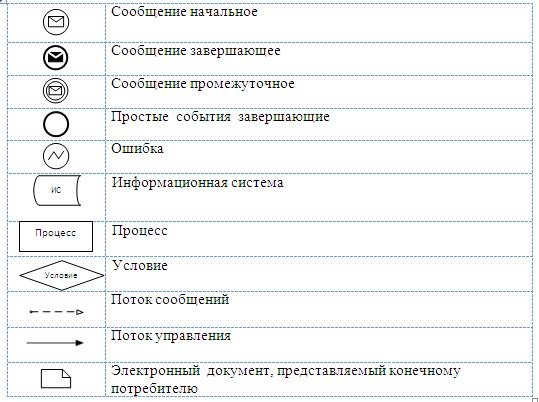 Сообщение начальное
Сообщение завершающее
Сообщение промежуточное
Простые события завершающие
Ошибка
ИС
Информационная система
Процесс
Процесс
Условие
Условие
Поток сообщений
Поток управления
Электронный документ, представляемый конечному
потребителю